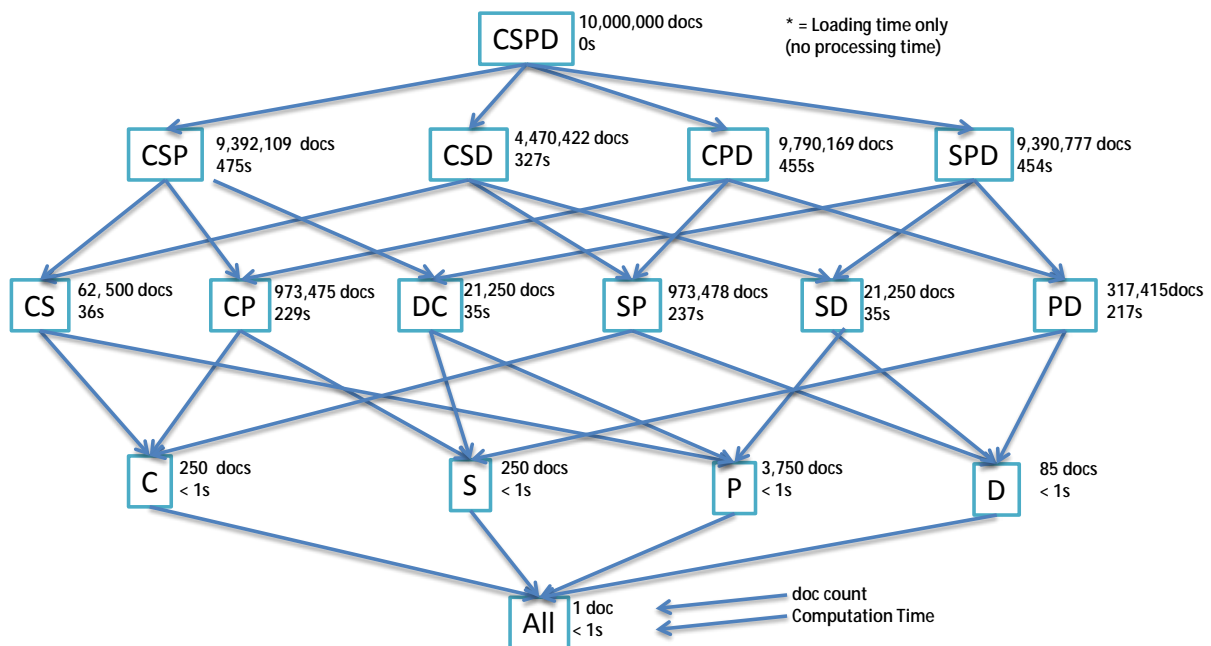 CSPD
10,000,000 docs
0s
* = Loading time only
(no processing time)
CSP
9,392,109 docs
475s
CSD
4,470,422 docs
327s
CPD
9,790,169 docs
455s
SPD
9,390,777 docs
454s
CS
62, 500 docs
36s
CP
973,475 docs
229s
DC
21,250 docs
35s
SP
973,478 docs
237s
SD
21,250 docs
35s
PD
317,415docs
217s
C
250 docs
< 1s
S
250 docs
< 1s
P
3,750 docs
< 1s
D
85 docs
< 1s
All
1 doc
< 1s
doc count
Computation Time